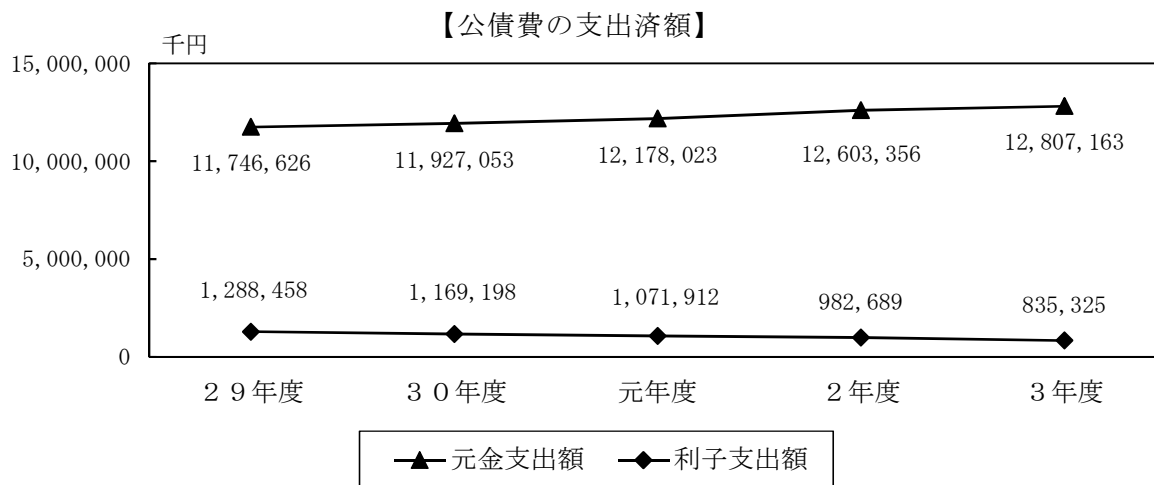 【公債費の支出済額】
千円
15,000,000
10,000,000
5,000,000
0
11,746,626 11,927,053 12,178,023 12,603,356 12,807,163
1,288,458 1,169,198 1,071,912 982,689 835,325
２９年度 ３０年度 元年度 ２年度 ３年度
元金支出額 利子支出額